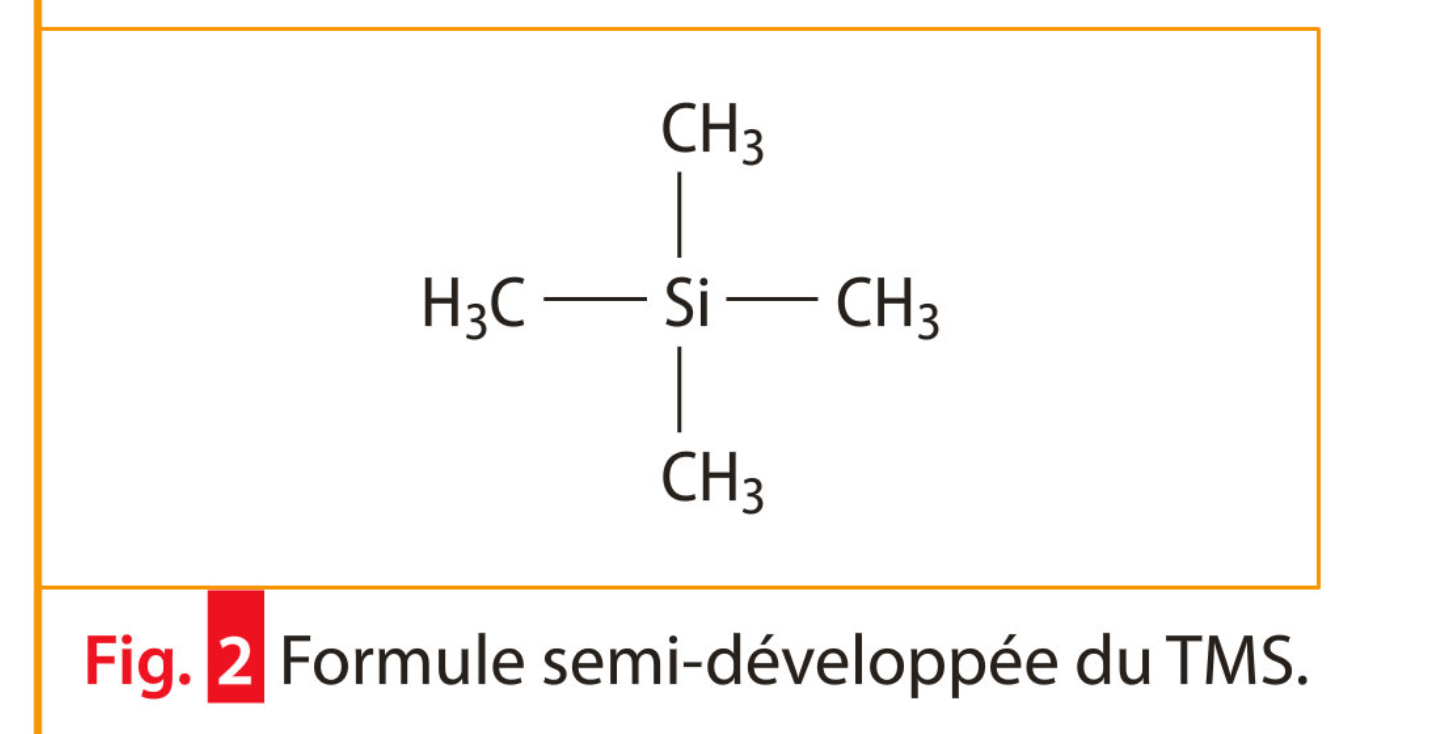 CH₃
H₃C — Si — CH₃
CH₃
Fig. 2 Formule semi-développée du TMS.